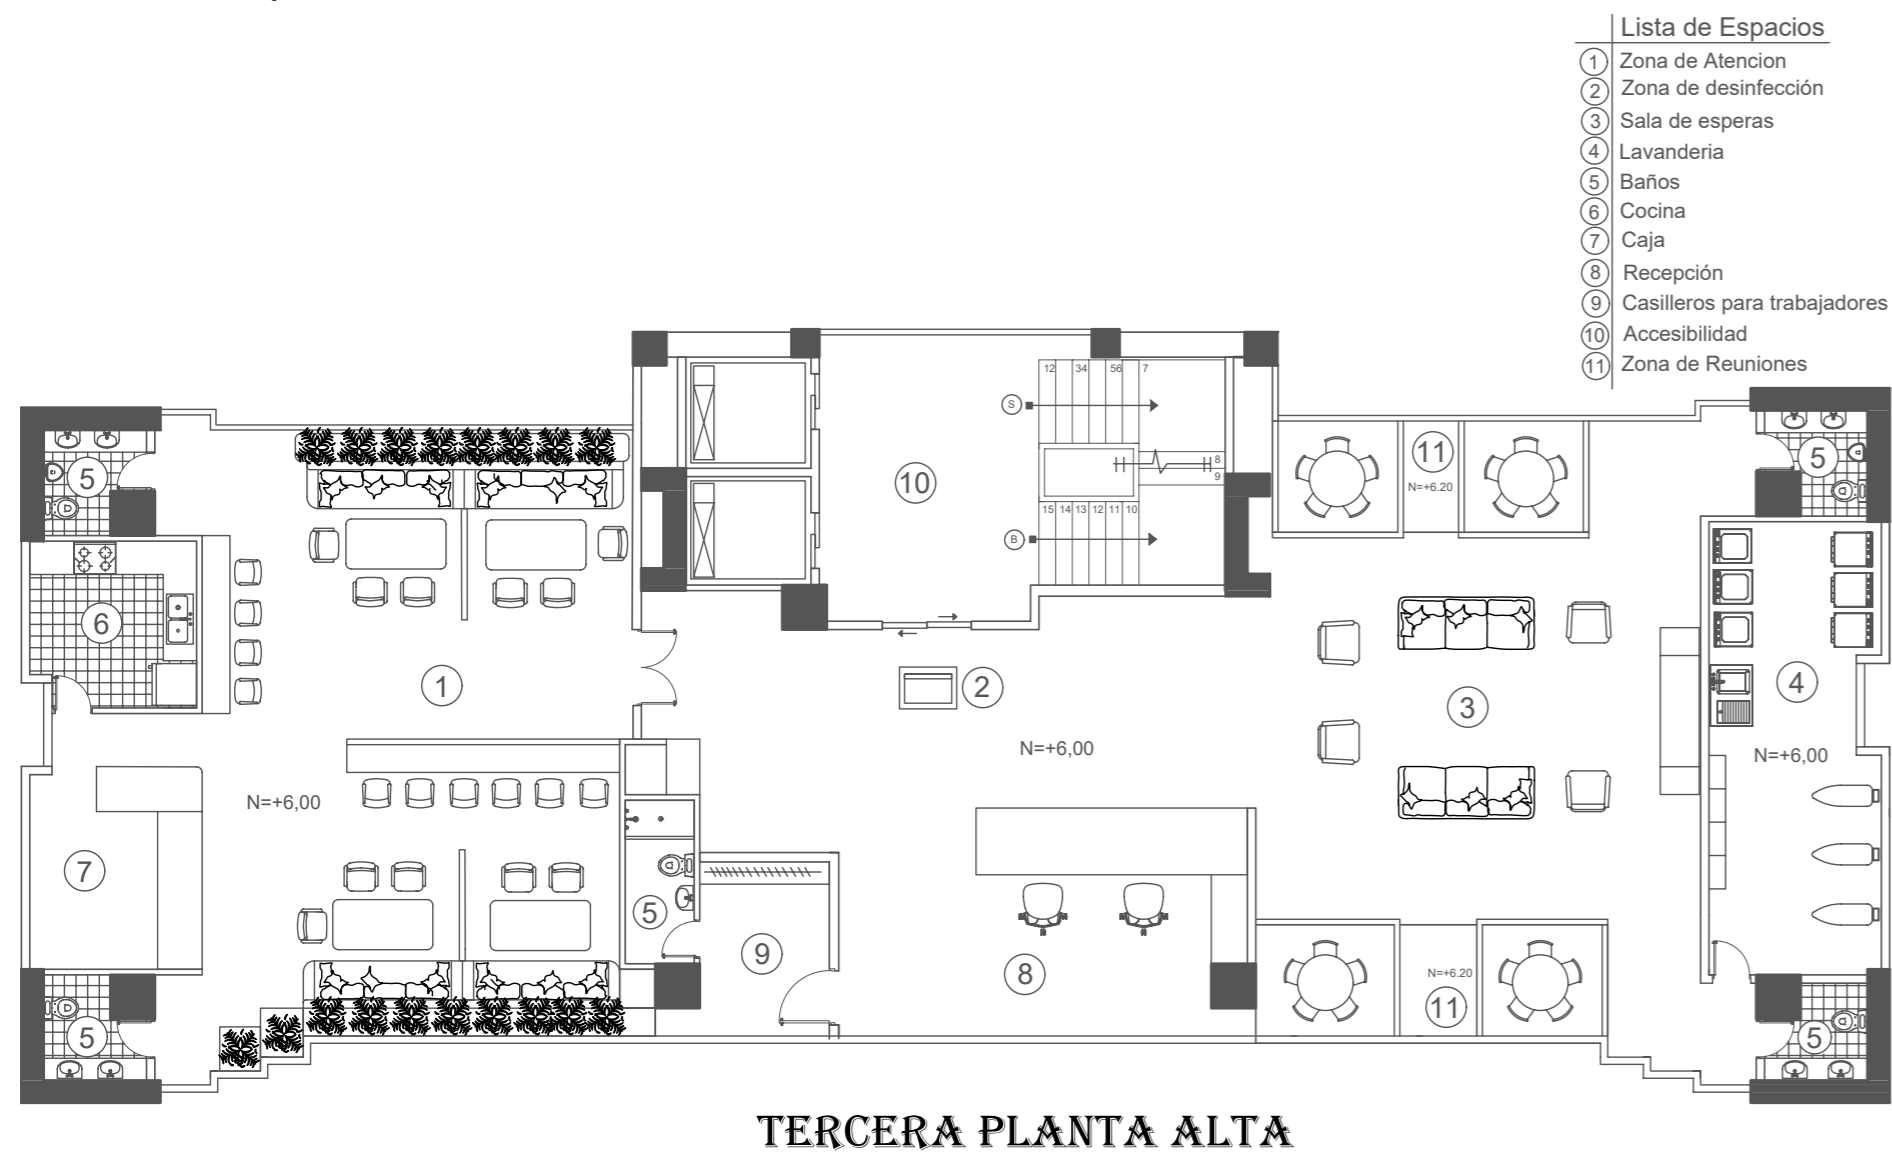 Lista de Espacios
1 Zona de Atencion
2 Zona de desinfección
3 Sala de esperas
4 Lavanderia
5 Baños
6 Cocina
7 Caja
8 Recepción
9 Casilleros para trabajadores
10 Accesibilidad
11 Zona de Reuniones
12 34 56 7
S
11
5
5
8
10
N=+6.20
9
15 14 13 12 11 10
B
6
1
2
4
3
N=+6,00
N=+6,00
N=+6,00
7
5
9
8
N=+6.20
11
5
5
TERCERA PLANTA ALTA